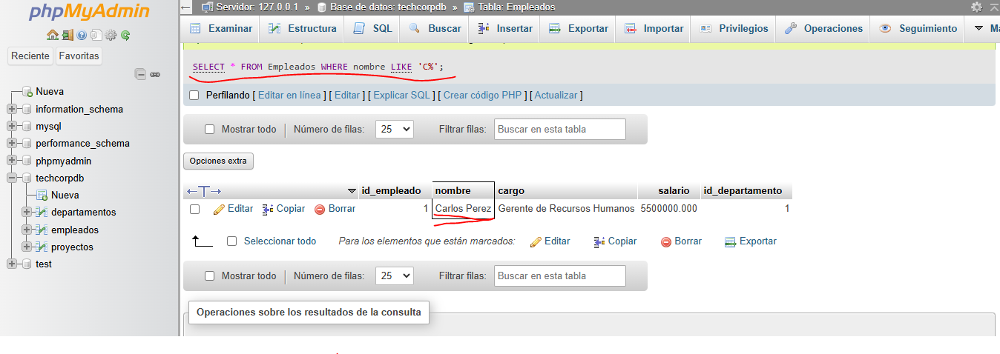 phpMyAdmin
Reciente Favoritas
Nueva
information_schema
mysql
performance_schema
phpmyadmin
techcorpdb
Nueva
departamentos
empleados
proyectos
test
Servidor: 127.0.0.1 » Base de datos: techcorpdb » Tabla: Empleados
Examinar Estructura SQL Buscar Insertar Exportar Importar Privilegios Operaciones Seguimiento Má
SELECT * FROM Empleados WHERE nombre LIKE 'C%';
Perfilando [ Editar en línea ] [ Editar ] [ Explicar SQL ] [ Crear código PHP ] [ Actualizar ]
Mostrar todo Número de filas: 25 Filtrar filas: Buscar en esta tabla
Opciones extra
id_empleado nombre cargo salario id_departamento
Editar Copiar Borrar 1 Carlos Perez Gerente de Recursos Humanos 5500000.000 1
Seleccionar todo Para los elementos que están marcados: Editar Copiar Borrar Exportar
Mostrar todo Número de filas: 25 Filtrar filas: Buscar en esta tabla
Operaciones sobre los resultados de la consulta